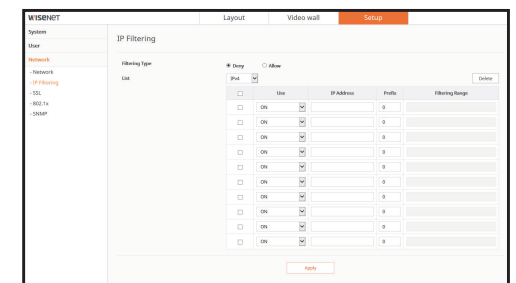 WISENET Layout Video wall Setup
System
User
Network
- Network
- IP Filtering
- SSL
- 802.1x
- SNMP
IP Filtering
Filtering Type Deny Allow
List IPv4 Delete
Use IP Address Prefix Filtering Range
ON 0
ON 0
ON 0
ON 0
ON 0
ON 0
ON 0
ON 0
ON 0
ON 0
Apply